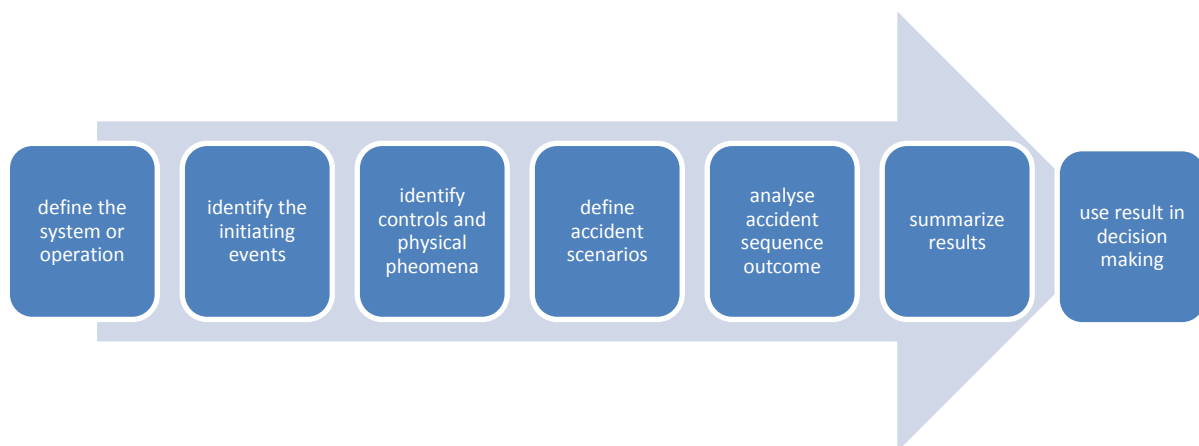 define the
system or
operation
identify the
initiating
events
identify
controls and
physical
pheomena
define
accident
scenarios
analyse
accident
sequence
outcome
summarize
results
use result in
decision
making